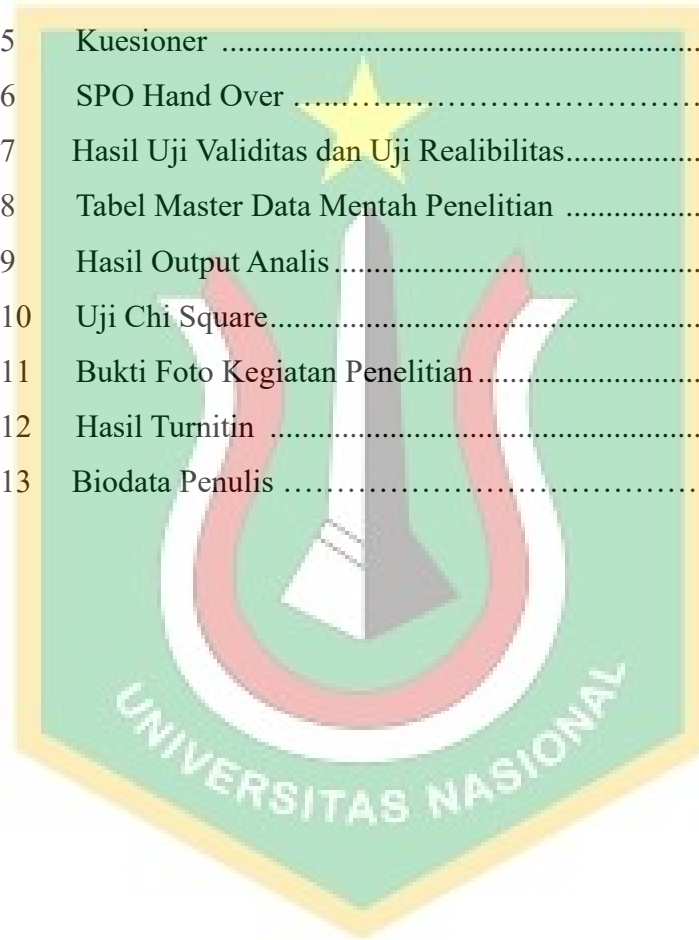 5 Kuesioner ........................................................
6 SPO Hand Over ........................................................
7 Hasil Uji Validitas dan Uji Realibilitas................
8 Tabel Master Data Mentah Penelitian ................
9 Hasil Output Analis................................................
10 Uji Chi Square........................................................
11 Bukti Foto Kegiatan Penelitian............................
12 Hasil Turnitin ........................................................
13 Biodata Penulis ........................................................
UNIVERSITAS NASIONAL